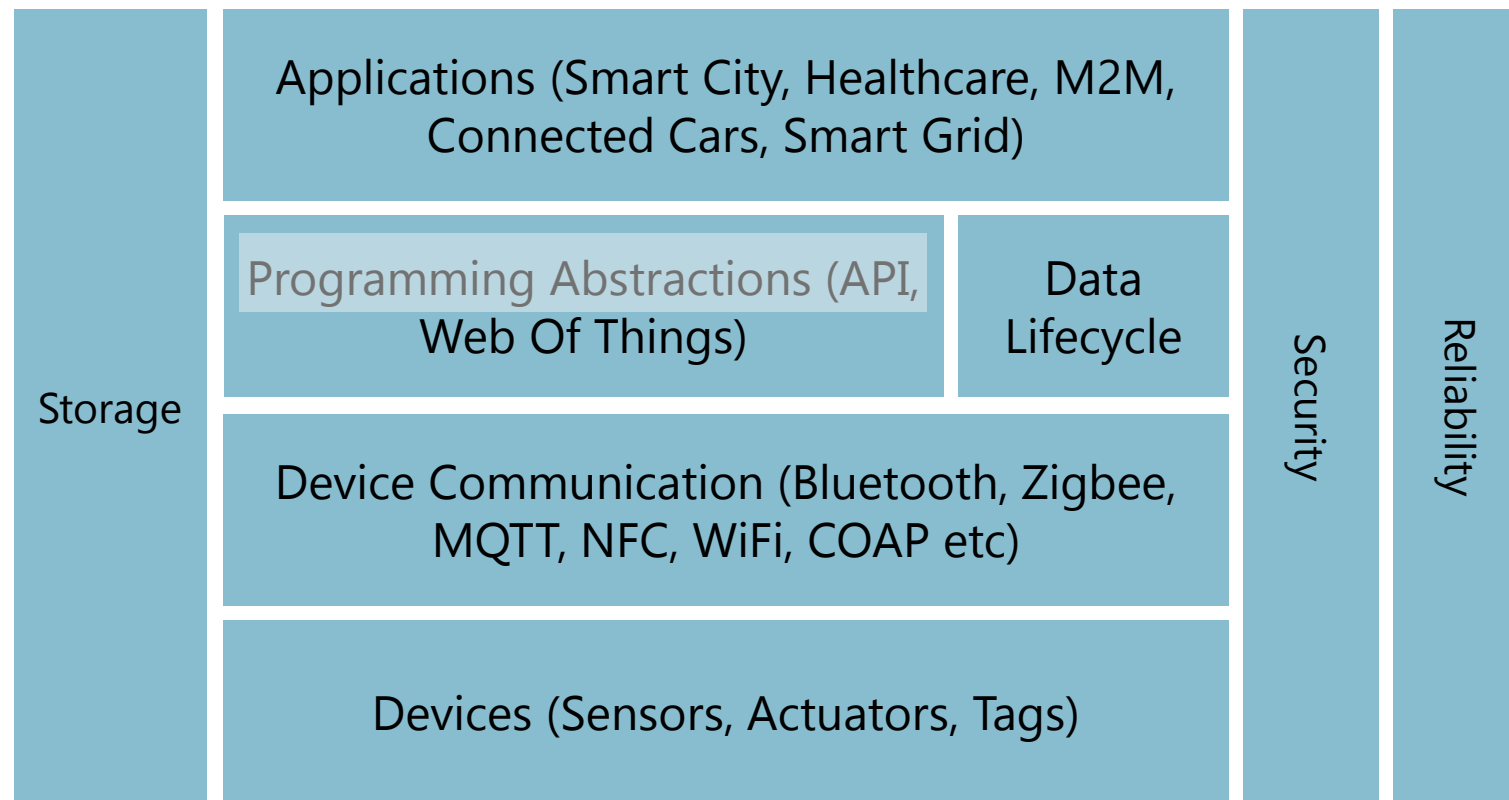 Storage
Applications (Smart City, Healthcare, M2M,
Connected Cars, Smart Grid)
Programming Abstractions (API,
Web Of Things)
Data
Lifecycle
Device Communication (Bluetooth, Zigbee,
MQTT, NFC, WiFi, COAP etc)
Devices (Sensors, Actuators, Tags)
Security
Reliability